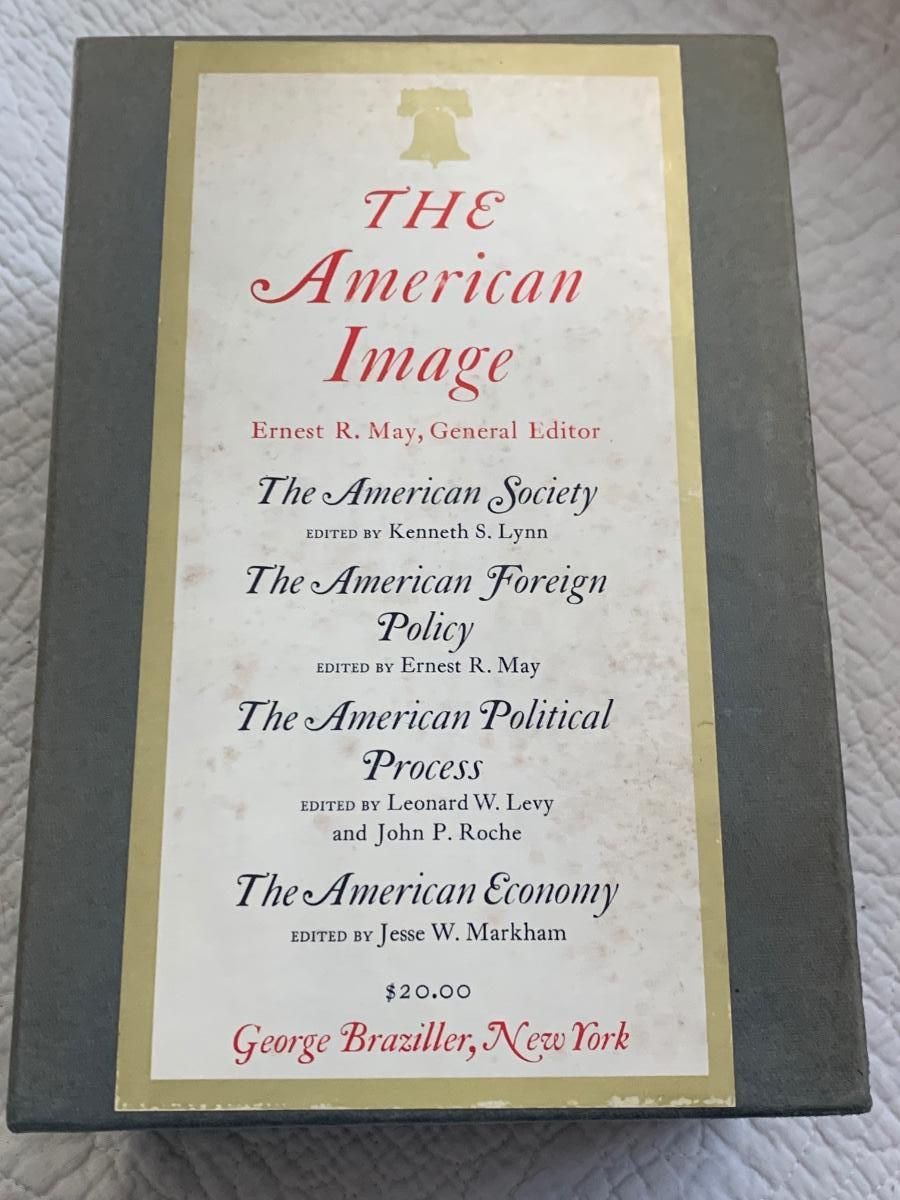 THE
American
Image
Ernest R. May, General Editor
The American Society
EDITED BY Kenneth S. Lynn
The American Foreign
Policy
EDITED BY Ernest R. May
The American Political
Process
EDITED BY Leonard W. Levy
and John P. Roche
The American Economy
EDITED BY Jesse W. Markham
$20.00
George Braziller, New York